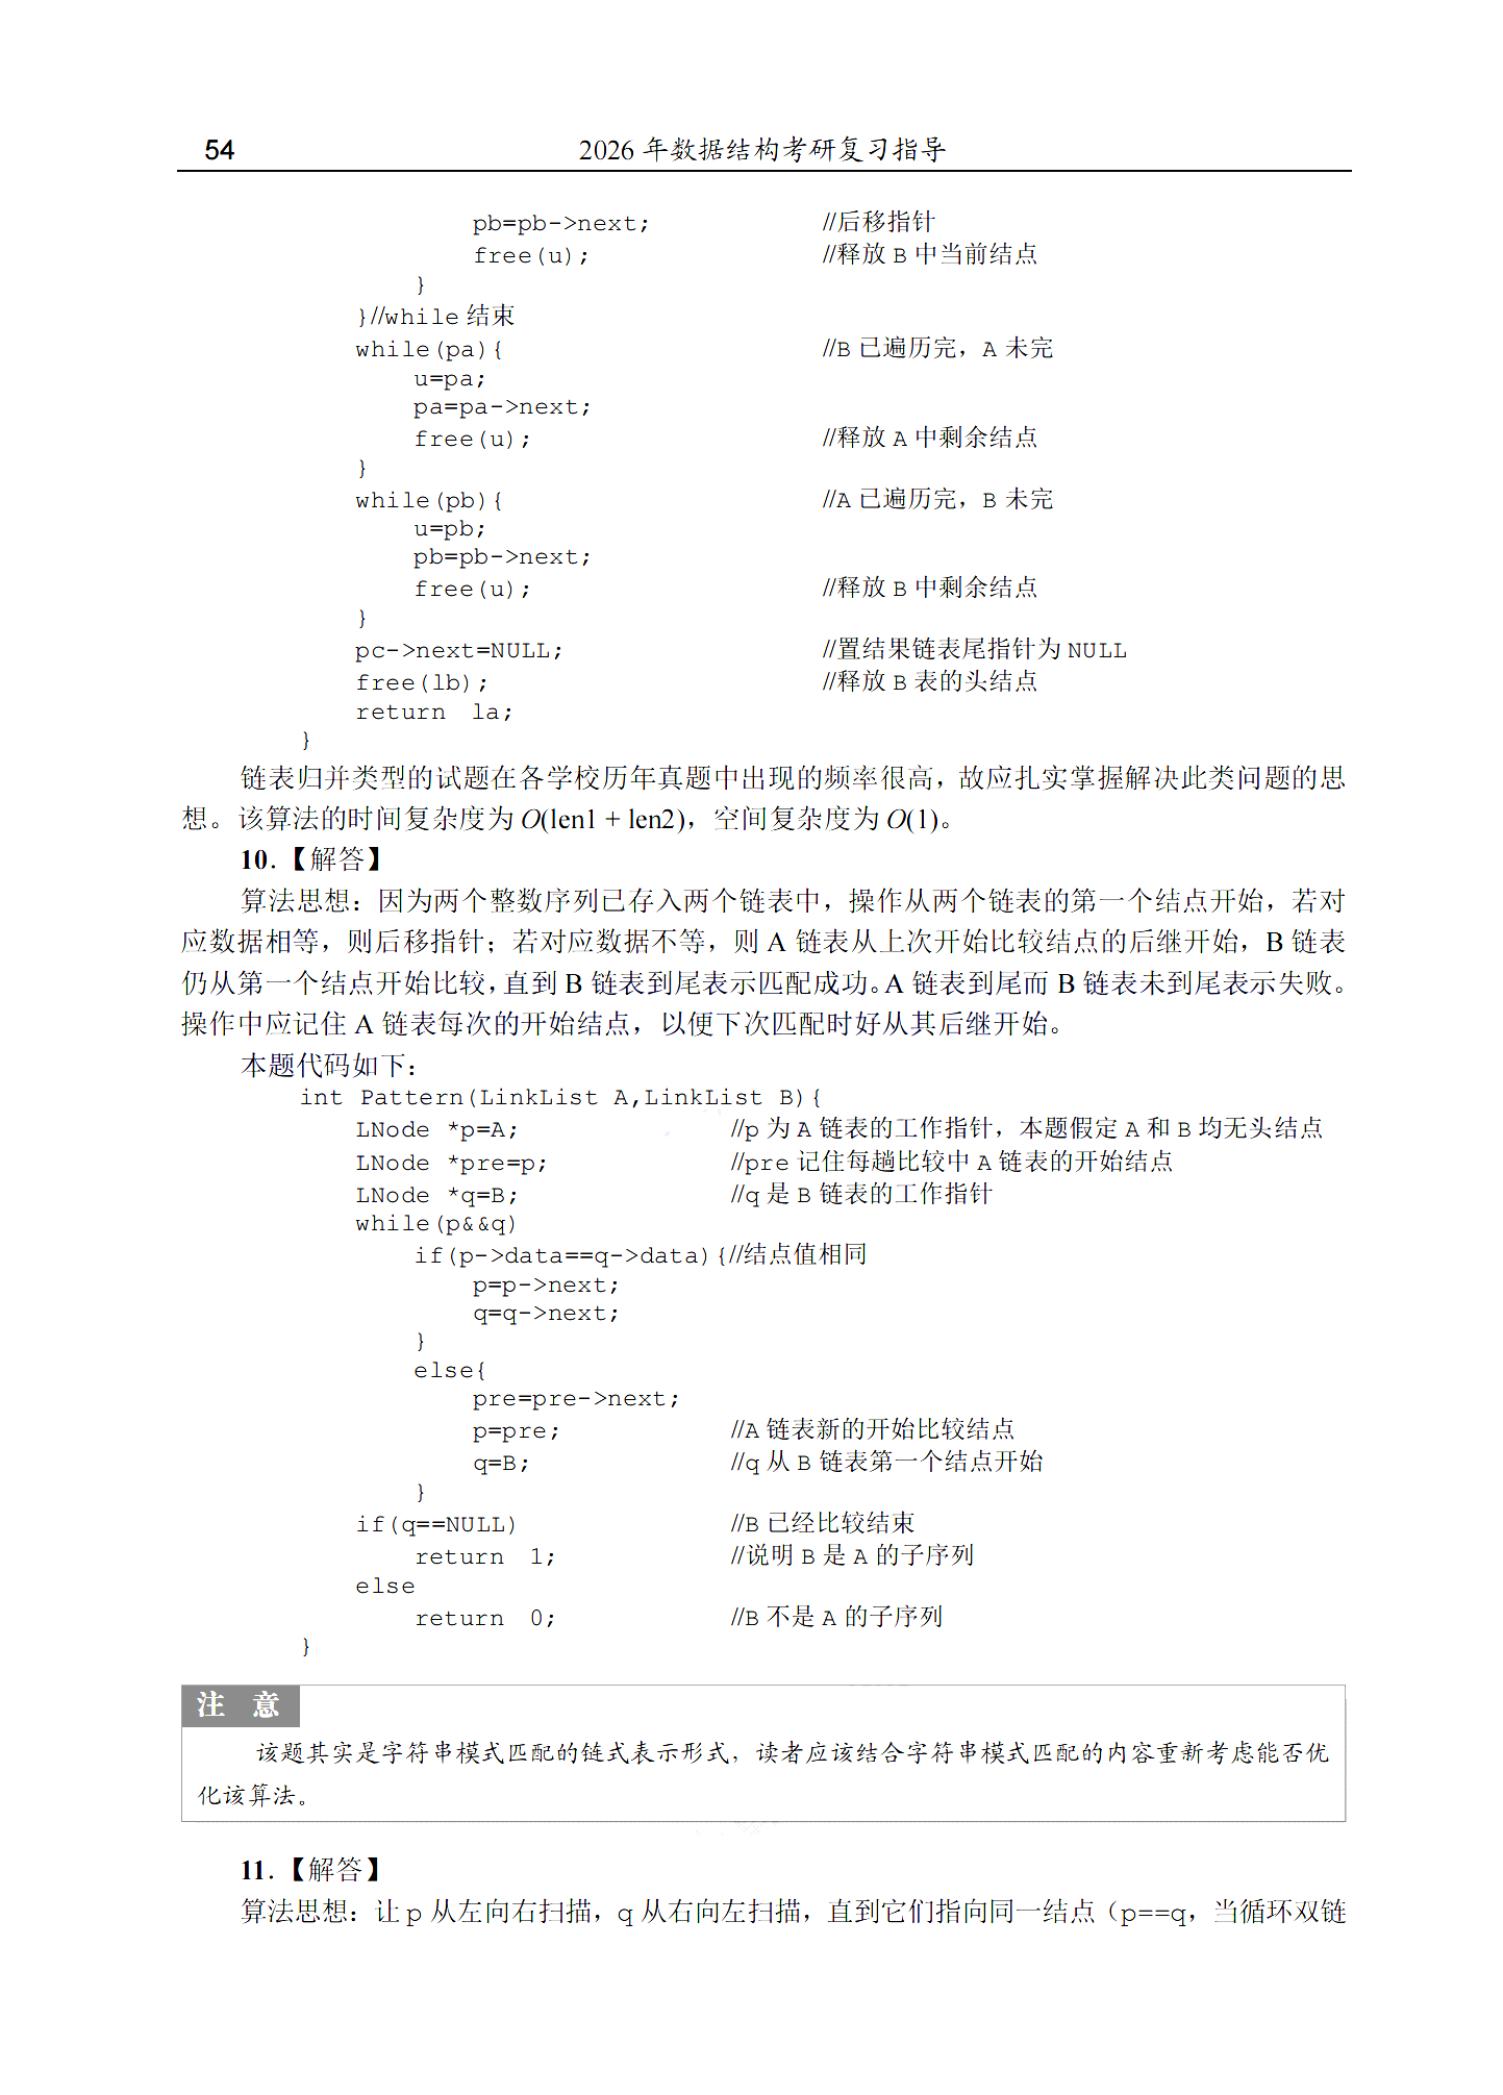 54 2026 年数据结构考研复习指导
pb=pb->next; //后移指针
free(u); //释放 B 中当前结点
}
}//while 结束
while(pa){ //B 已遍历完，A 未完
u=pa;
pa=pa->next;
free(u); //释放 A 中剩余结点
}
while(pb){ //A 已遍历完，B 未完
u=pb;
pb=pb->next;
free(u); //释放 B 中剩余结点
}
pc->next=NULL; //置结果链表尾指针为 NULL
free(lb); //释放 B 表的头结点
return la;
}
链表归并类型的试题在各学校历年真题中出现的频率很高，故应扎实掌握解决此类问题的思
想。该算法的时间复杂度为 O(len1 + len2)，空间复杂度为 O(1)。
10.【解答】
算法思想：因为两个整数序列已存入两个链表中，操作从两个链表的第一个结点开始，若对
应数据相等，则后移指针；若对应数据不等，则 A 链表从上次开始比较结点的后继开始，B 链表
仍从第一个结点开始比较，直到 B 链表到尾表示匹配成功。A 链表到尾而 B 链表未到尾表示失败。
操作中应记住 A 链表每次的开始结点，以便下次匹配时好从其后继开始。
本题代码如下：
int Pattern(LinkList A,LinkList B){
LNode *p=A; //p 为 A 链表的工作指针，本题假定 A 和 B 均无头结点
LNode *pre=p; //pre 记住每趟比较中 A 链表的开始结点
LNode *q=B; //q 是 B 链表的工作指针
while(p&&q)
if(p->data==q->data){//结点值相同
p=p->next;
q=q->next;
}
else{
pre=pre->next;
p=pre; //A 链表新的开始比较结点
q=B; //q 从 B 链表第一个结点开始
}
if(q==NULL) //B 已经比较结束
return 1; //说明 B 是 A 的子序列
else
return 0; //B 不是 A 的子序列
}
注 意
该题其实是字符串模式匹配的链式表示形式，读者应该结合字符串模式匹配的内容重新考虑能否优
化该算法。
11.【解答】
算法思想：让 p 从左向右扫描，q 从右向左扫描，直到它们指向同一结点（p==q，当循环双链